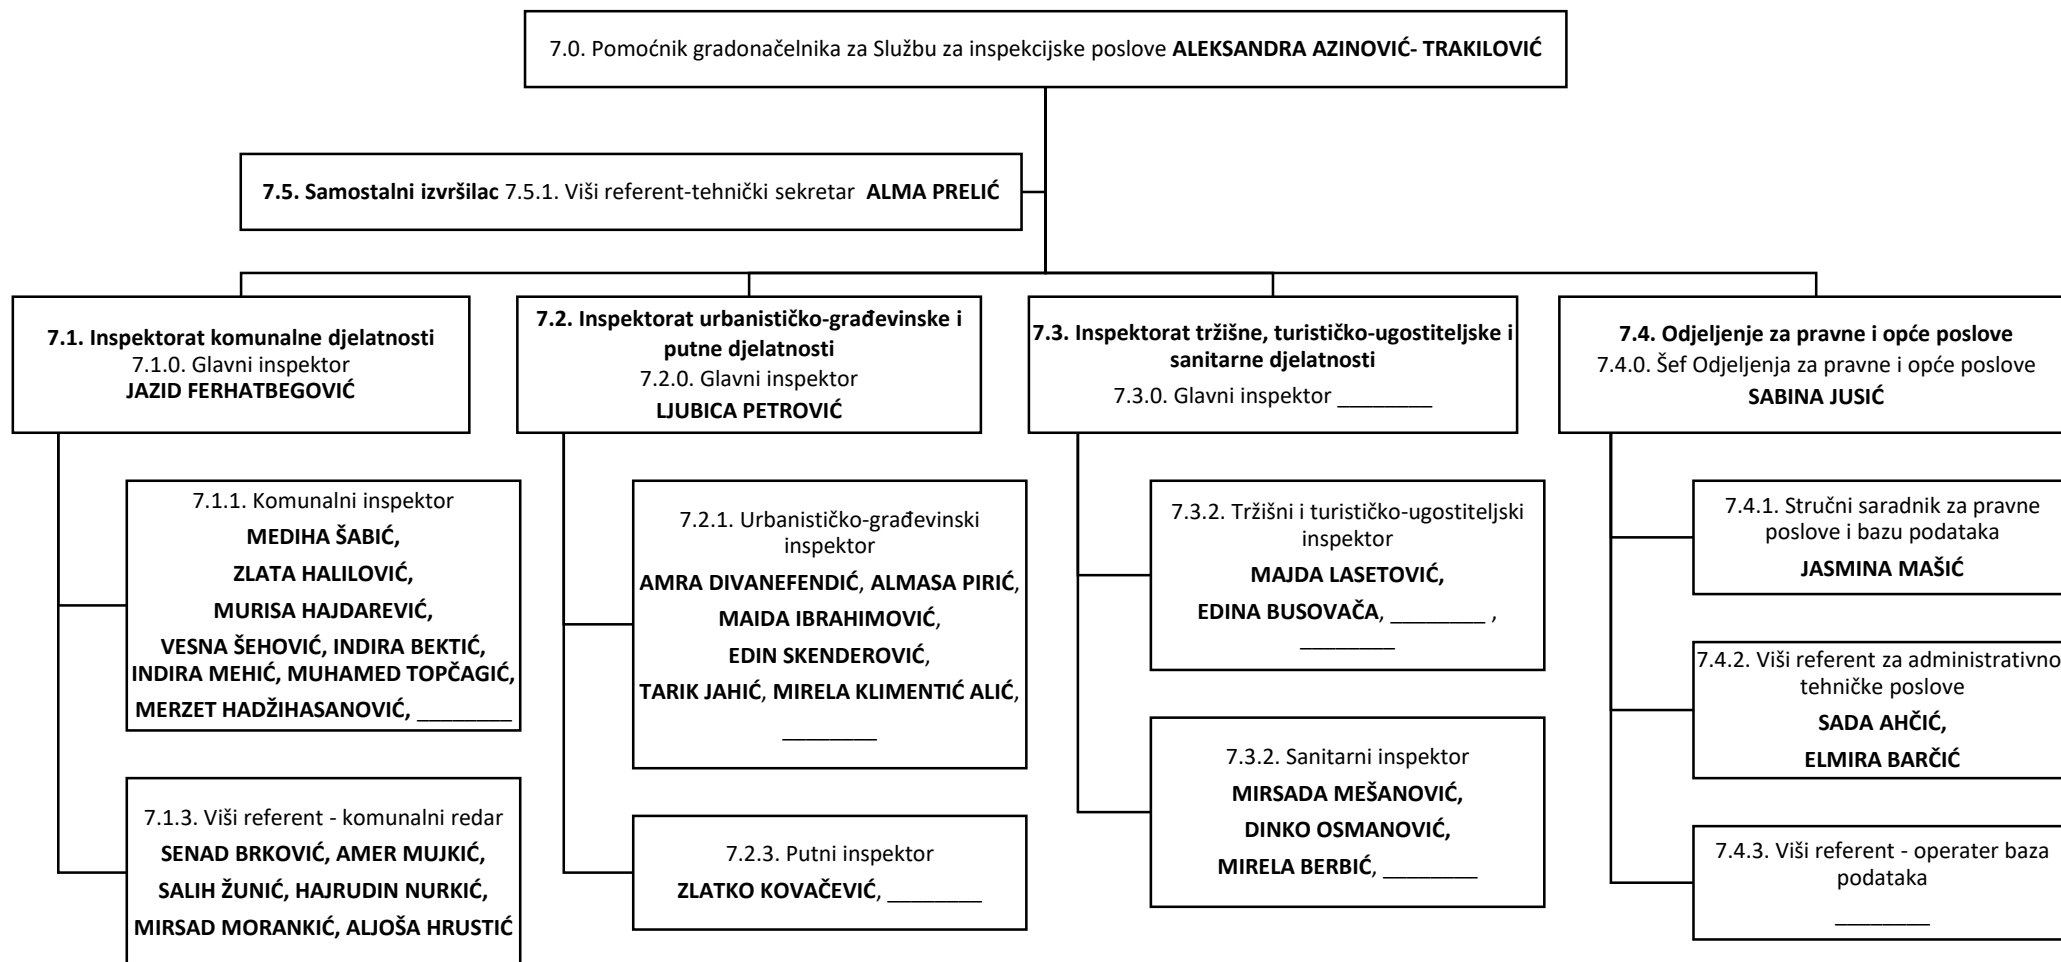 7.0. Pomoćnik gradonačelnika za Službu za inspekcijske poslove ALEKSANDRA AZINOVIĆ- TRAKILOVIĆ
7.5. Samostalni izvršilac 7.5.1. Viši referent-tehnički sekretar ALMA PRELIĆ
7.1. Inspektorat komunalne djelatnosti
7.1.0. Glavni inspektor
JAZID FERHATBEGOVIĆ
7.1.1. Komunalni inspektor
MEDIHA ŠABIĆ,
ZLATA HALILOVIĆ,
MURISA HAJDAREVIĆ,
VESNA ŠEHOVIĆ, INDIRA BEKTIĆ,
INDIRA MEHIĆ, MUHAMED TOPČAGIĆ,
MERZET HADŽIHASANOVIĆ, ________
7.1.3. Viši referent - komunalni redar
SENAD BRKOVIĆ, AMER MUJKIĆ,
SALIH ŽUNIĆ, HAJRUDIN NURKIĆ,
MIRSAD MORANKIĆ, ALJOŠA HRUSTIĆ
7.2. Inspektorat urbanističko-građevinske i
putne djelatnosti
7.2.0. Glavni inspektor
LJUBICA PETROVIĆ
7.2.1. Urbanističko-građevinski
inspektor
AMRA DIVANEFENDIĆ, ALMASA PIRIĆ,
MAIDA IBRAHIMOVIĆ,
EDIN SKENDEROVIĆ,
TARIK JAHIĆ, MIRELA KLIMENTIĆ ALIĆ,
________
7.2.3. Putni inspektor
ZLATKO KOVAČEVIĆ, ________
7.3. Inspektorat tržišne, turističko-ugostiteljske i
sanitarne djelatnosti
7.3.0. Glavni inspektor ________
7.3.2. Tržišni i turističko-ugostiteljski
inspektor
MAJDA LASETOVIĆ,
EDINA BUSOVAČA, ________ ,
________
7.3.2. Sanitarni inspektor
MIRSADA MEŠANOVIĆ,
DINKO OSMANOVIĆ,
MIRELA BERBIĆ, ________
7.4. Odjeljenje za pravne i opće poslove
7.4.0. Šef Odjeljenja za pravne i opće poslove
SABINA JUSIĆ
7.4.1. Stručni saradnik za pravne
poslove i bazu podataka
JASMINA MAŠIĆ
7.4.2. Viši referent za administrativno
tehničke poslove
SADA AHČIĆ,
ELMIRA BARČIĆ
7.4.3. Viši referent - operater baza
podataka
________